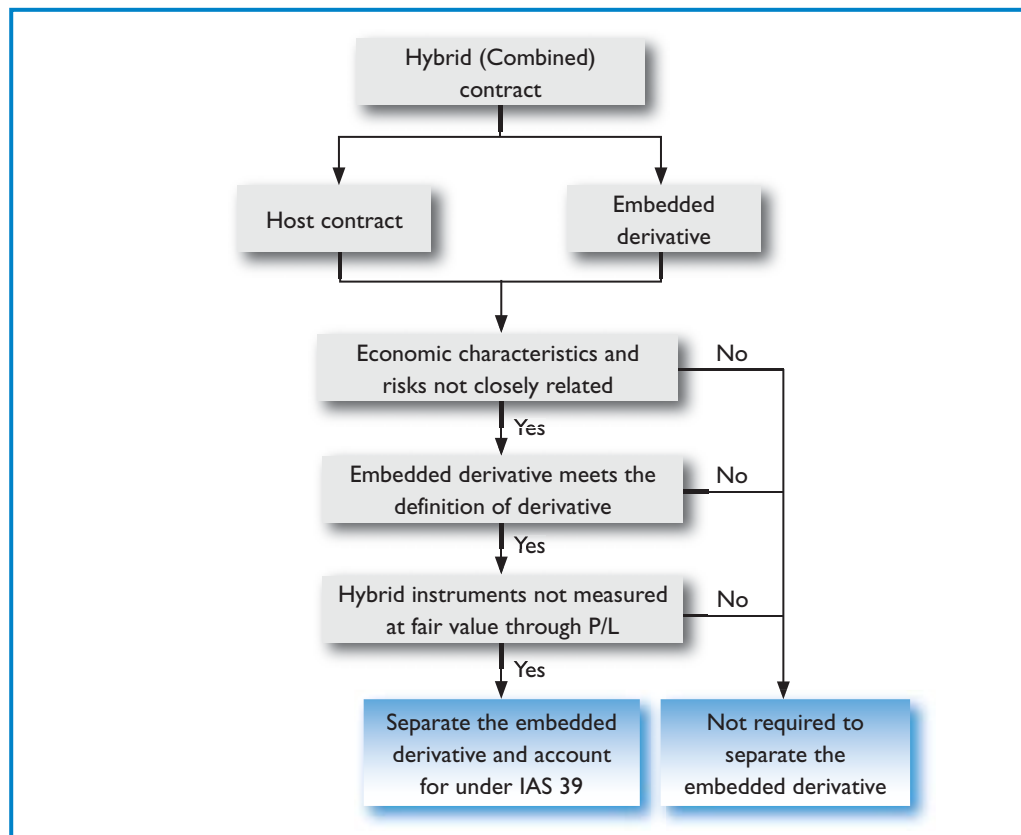 Hybrid (Combined)
contract
Host contract
Embedded
derivative
Economic characteristics and
risks not closely related
No
Yes
Embedded derivative meets the
definition of derivative
No
Yes
Hybrid instruments not measured
at fair value through P/L
No
Yes
Separate the embedded
derivative and account
for under IAS 39
Not required to
separate the
embedded derivative